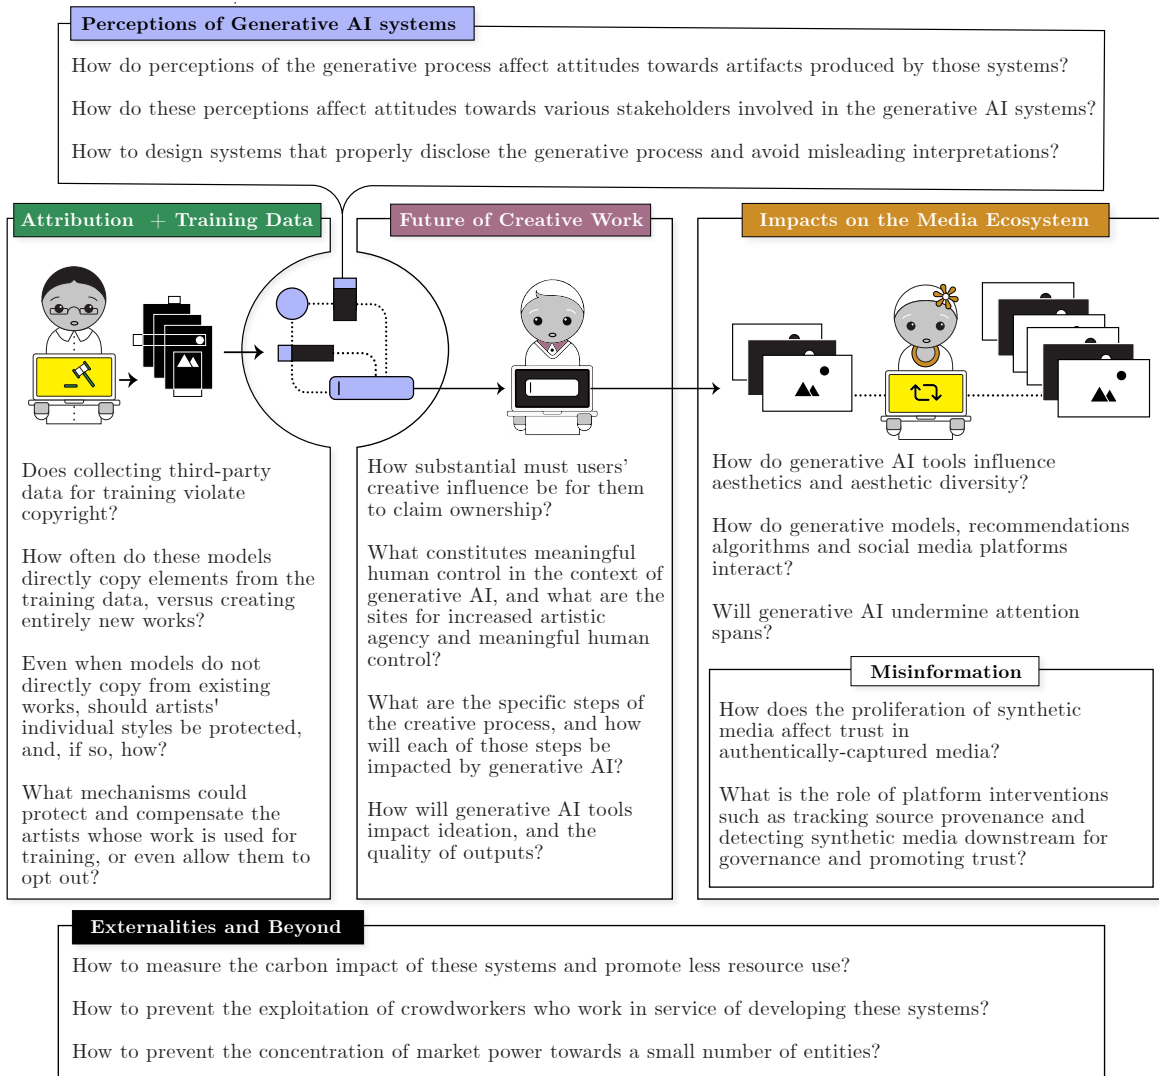 Perceptions of Generative AI systems
How do perceptions of the generative process affect attitudes towards artifacts produced by those systems?
How do these perceptions affect attitudes towards various stakeholders involved in the generative AI systems?
How to design systems that properly disclose the generative process and avoid misleading interpretations?
Attribution + Training Data
Does collecting third-party
data for training violate
copyright?
How often do these models
directly copy elements from the
training data, versus creating
entirely new works?
Even when models do not
directly copy from existing
works, should artists'
individual styles be protected,
and, if so, how?
What mechanisms could
protect and compensate the
artists whose work is used for
training, or even allow them to
opt out?
Future of Creative Work
How substantial must users’
creative influence be for them
to claim ownership?
What constitutes meaningful
human control in the context of
generative AI, and what are the
sites for increased artistic
agency and meaningful human
control?
What are the specific steps of
the creative process, and how
will each of those steps be
impacted by generative AI?
How will generative AI tools
impact ideation, and the
quality of outputs?
Impacts on the Media Ecosystem
How do generative AI tools influence
aesthetics and aesthetic diversity?
How do generative models, recommendations
algorithms and social media platforms
interact?
Will generative AI undermine attention
spans?
Misinformation
How does the proliferation of synthetic
media affect trust in
authentically-captured media?
What is the role of platform interventions
such as tracking source provenance and
detecting synthetic media downstream for
governance and promoting trust?
Externalities and Beyond
How to measure the carbon impact of these systems and promote less resource use?
How to prevent the exploitation of crowdworkers who work in service of developing these systems?
How to prevent the concentration of market power towards a small number of entities?